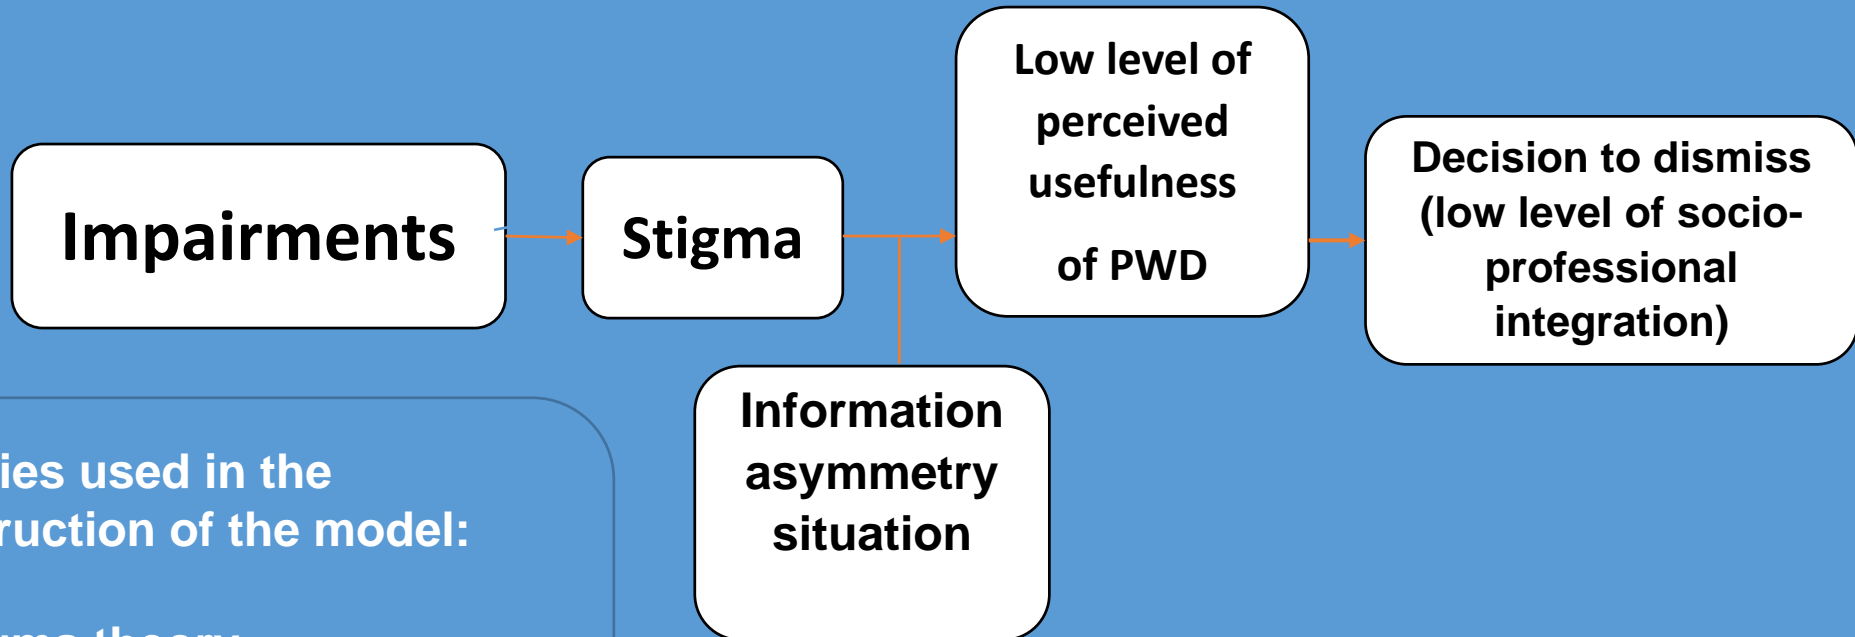 Impairments
Stigma
Low level of
perceived
usefulness
of PWD
Decision to dismiss
(low level of socio-
professional
integration)
Information
asymmetry
situation
ies used in the
ruction of the model:
theory